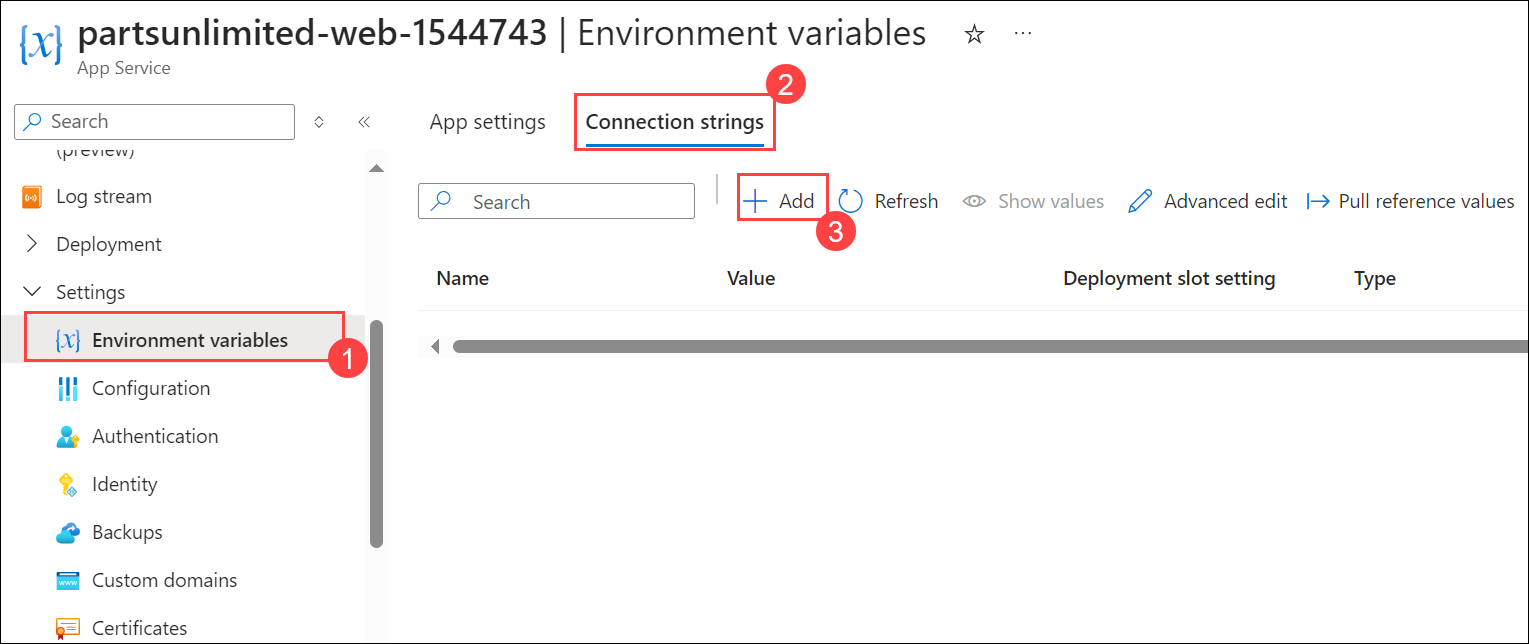 partsunlimited-web-1544743 | Environment variables
App Service
2
Search
App settings
Connection strings
(preview)
Log stream
Search
Add
Refresh
Show values
Advanced edit
Pull reference values
3
Deployment
Name
Value
Deployment slot setting
Type
Settings
Environment variables
1
Configuration
Authentication
Identity
Backups
Custom domains
Certificates